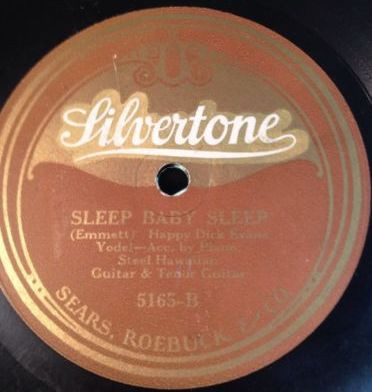 Silvertone
SLEEP BABY SLEEP
(Emmett) Happy Dick Evans
Yodel—Acc. by Piano
Steel Hawaiian
Guitar & Tenor Guitar
5163-B
SEARS, ROEBUCK & CO.